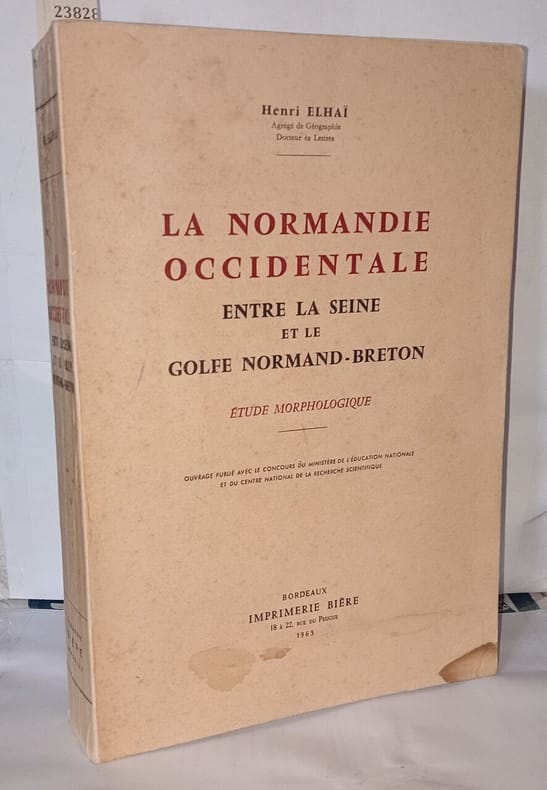 23828
Henri ELHAÏ
Agrégé de Géographie
Docteur ès Lettres
LA NORMANDIE
OCCIDENTALE
ENTRE LA SEINE
ET LE
GOLFE NORMAND-BRETON
ÉTUDE MORPHOLOGIQUE
OUVRAGE PUBLIÉ AVEC LE CONCOURS DU MINISTÈRE DE L'ÉDUCATION NATIONALE
ET DU CENTRE NATIONAL DE LA RECHERCHE SCIENTIFIQUE
BORDEAUX
IMPRIMERIE BIÈRE
18 à 22, RUE DU PEUGUE
1963